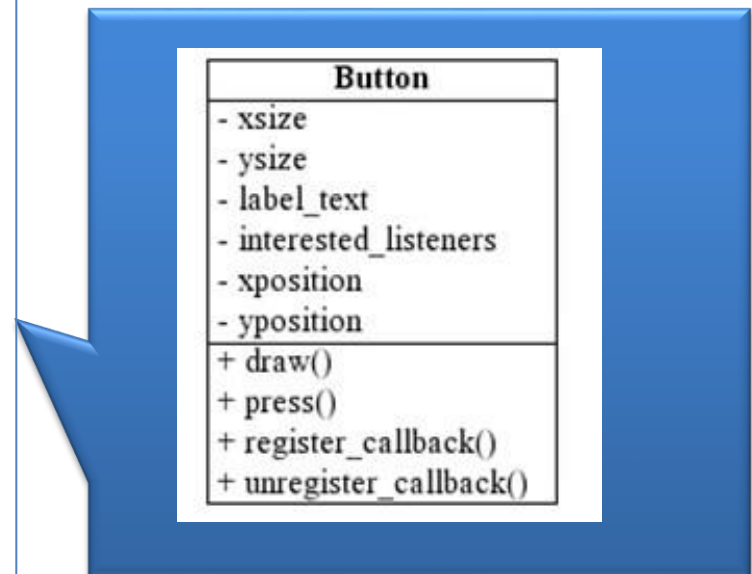 Button
- xsize
- ysize
- label_text
- interested_listeners
- xposition
- yposition
+ draw()
+ press()
+ register_callback()
+ unregister_callback()